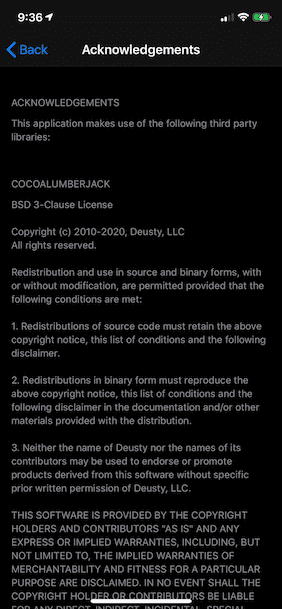 9:36
Back
Acknowledgements
ACKNOWLEDGEMENTS
This application makes use of the following third party
libraries:
COCOALUMBERJACK
BSD 3-Clause License
Copyright (c) 2010-2020, Deusty, LLC
All rights reserved.
Redistribution and use in source and binary forms, with
or without modification, are permitted provided that the
following conditions are met:
1. Redistributions of source code must retain the above
copyright notice, this list of conditions and the following
disclaimer.
2. Redistributions in binary form must reproduce the
above copyright notice, this list of conditions and the
following disclaimer in the documentation and/or other
materials provided with the distribution.
3. Neither the name of Deusty nor the names of its
contributors may be used to endorse or promote
products derived from this software without specific
prior written permission of Deusty, LLC.
THIS SOFTWARE IS PROVIDED BY THE COPYRIGHT
HOLDERS AND CONTRIBUTORS "AS IS" AND ANY
EXPRESS OR IMPLIED WARRANTIES, INCLUDING, BUT
NOT LIMITED TO, THE IMPLIED WARRANTIES OF
MERCHANTABILITY AND FITNESS FOR A PARTICULAR
PURPOSE ARE DISCLAIMED. IN NO EVENT SHALL THE
COPYRIGHT HOLDER OR CONTRIBUTORS BE LIABLE
FOR ANY DIRECT, INDIRECT, INCIDENTAL, SPECIAL,